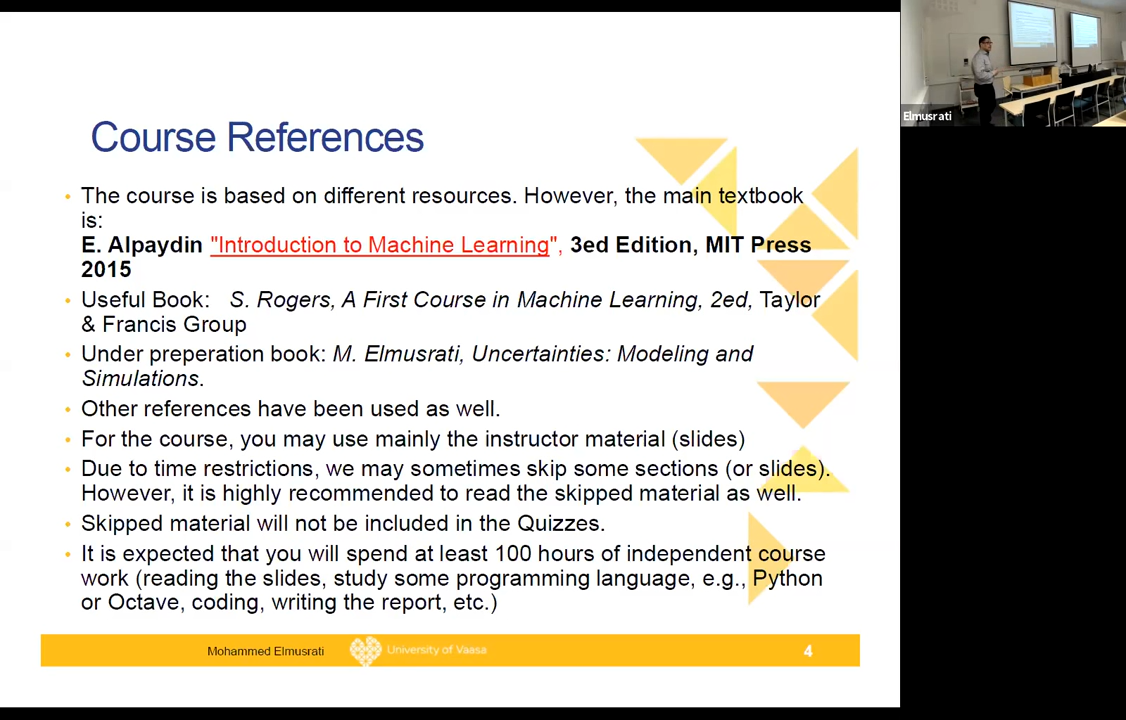 Elmusrati
Course References
• The course is based on different resources. However, the main textbook
is:
E. Alpaydin "Introduction to Machine Learning", 3ed Edition, MIT Press
2015
• Useful Book: S. Rogers, A First Course in Machine Learning, 2ed, Taylor
& Francis Group
• Under preperation book: M. Elmusrati, Uncertainties: Modeling and
Simulations.
• Other references have been used as well.
• For the course, you may use mainly the instructor material (slides)
• Due to time restrictions, we may sometimes skip some sections (or slides).
However, it is highly recommended to read the skipped material as well.
• Skipped material will not be included in the Quizzes.
• It is expected that you will spend at least 100 hours of independent course
work (reading the slides, study some programming language, e.g., Python
or Octave, coding, writing the report, etc.)
Mohammed Elmusrati University of Vaasa 4